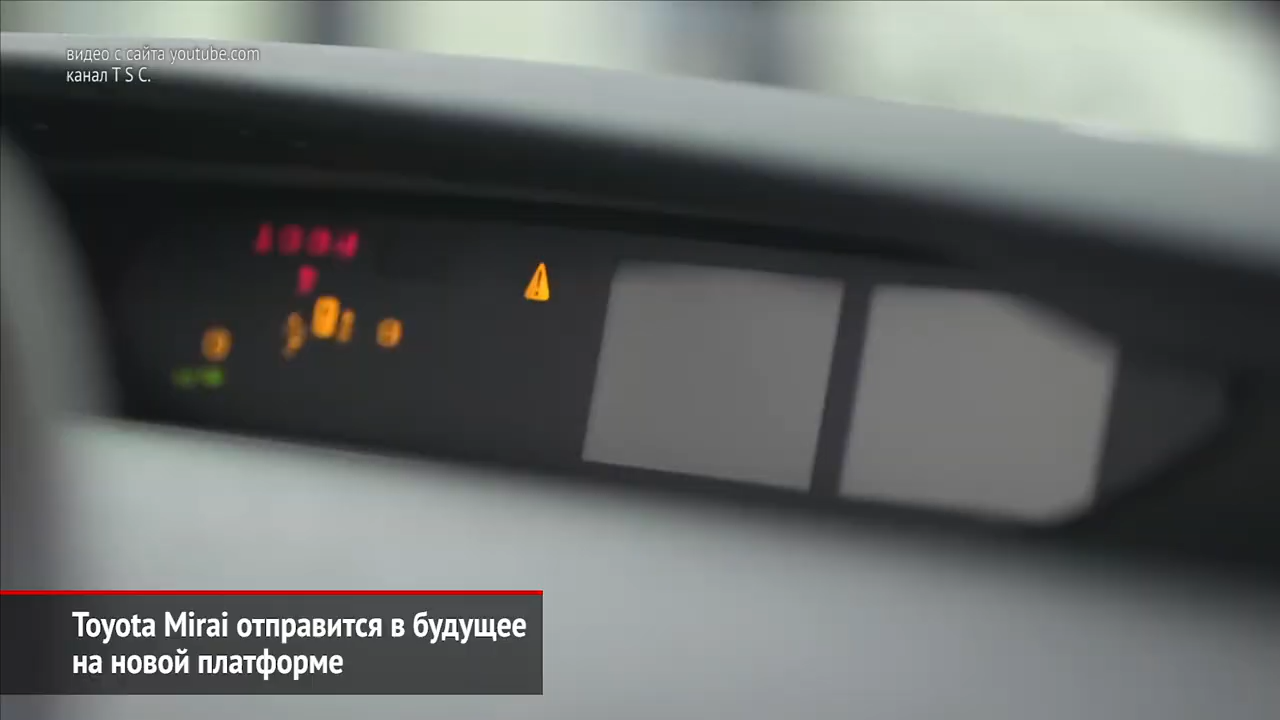 видео с сайта youtube.com
канал T S C.
Toyota Mirai отправится в будущее
на новой платформе